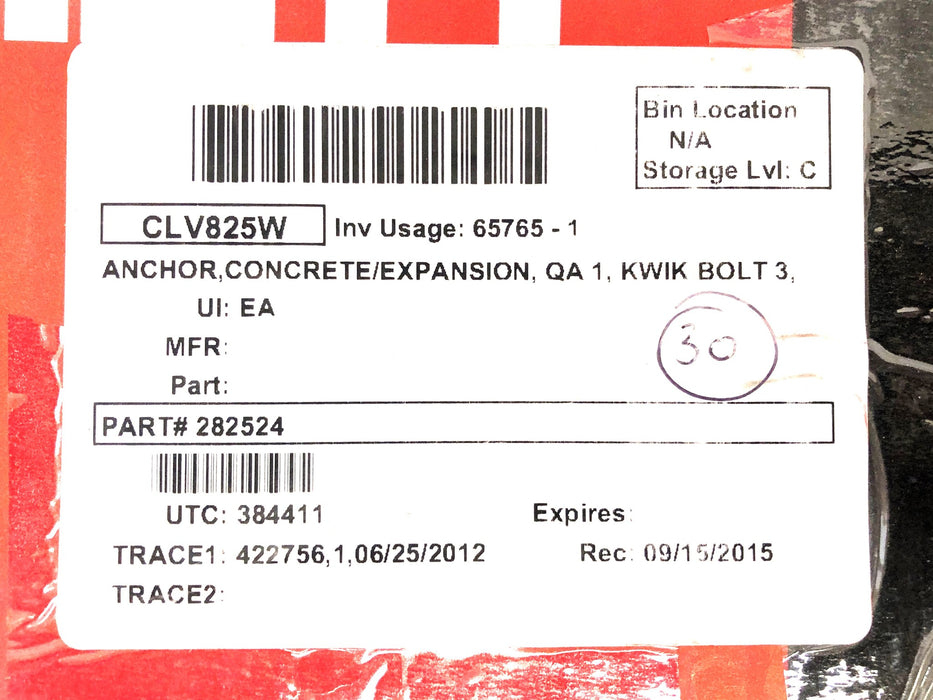 Bin Location
N/A
Storage Lvl: C
CLV825W Inv Usage: 65765 - 1
ANCHOR,CONCRETE/EXPANSION, QA 1, KWIK BOLT 3,
UI: EA
30
MFR:
Part:
PART# 282524
UTC: 384411 Expires:
TRACE1: 422756,1,06/25/2012 Rec: 09/15/2015
TRACE2: